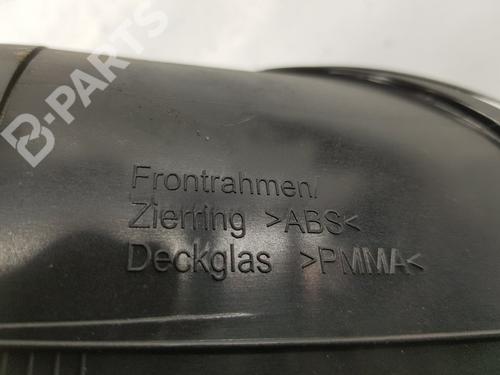 B-PARTS
Frontrahmen/
Zierring >ABS<
Deckglas >PMMA<